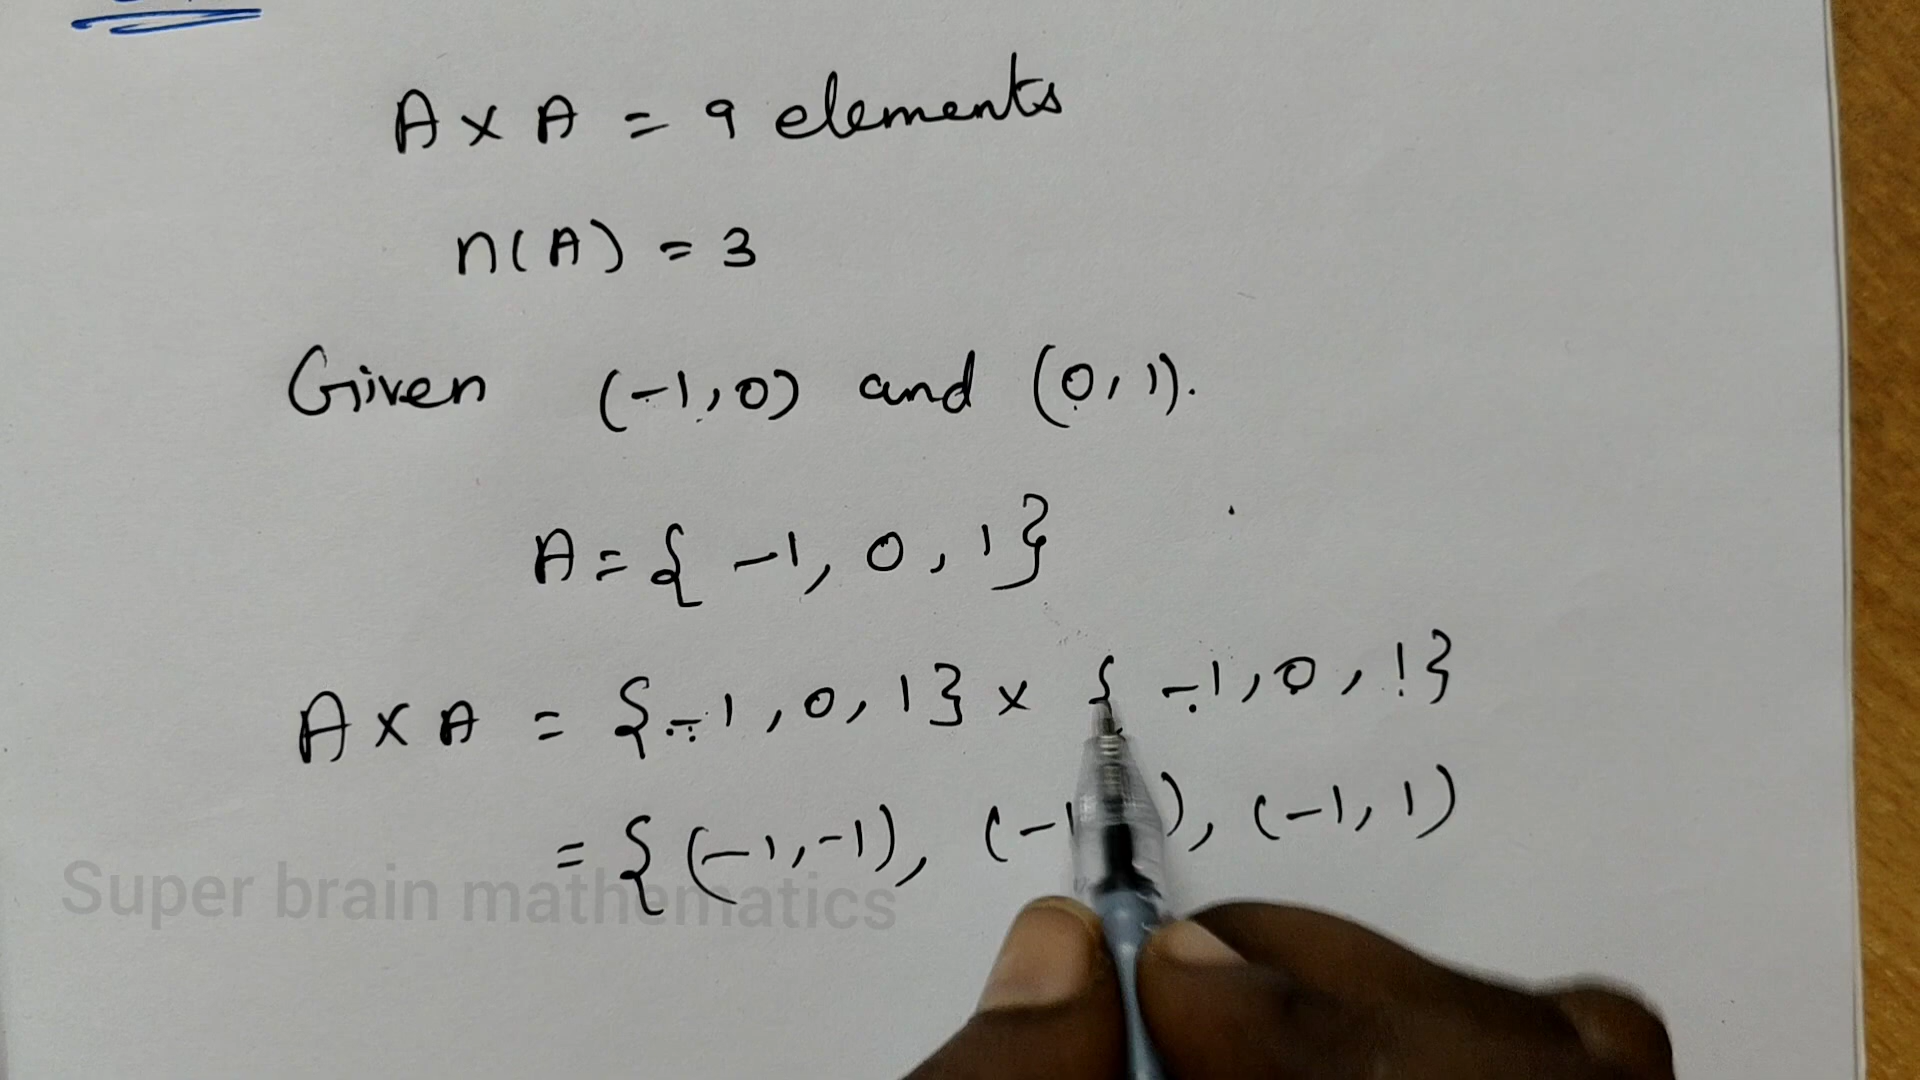 A × A = 9 elements
n(A) = 3
Given (-1,0) and (0,1).
A = { -1, 0, 1}
A × A = {-1, 0, 1} × { -1, 0, 1}
= { (-1,-1), (-1 ), (-1, 1)
Super brain mathematics